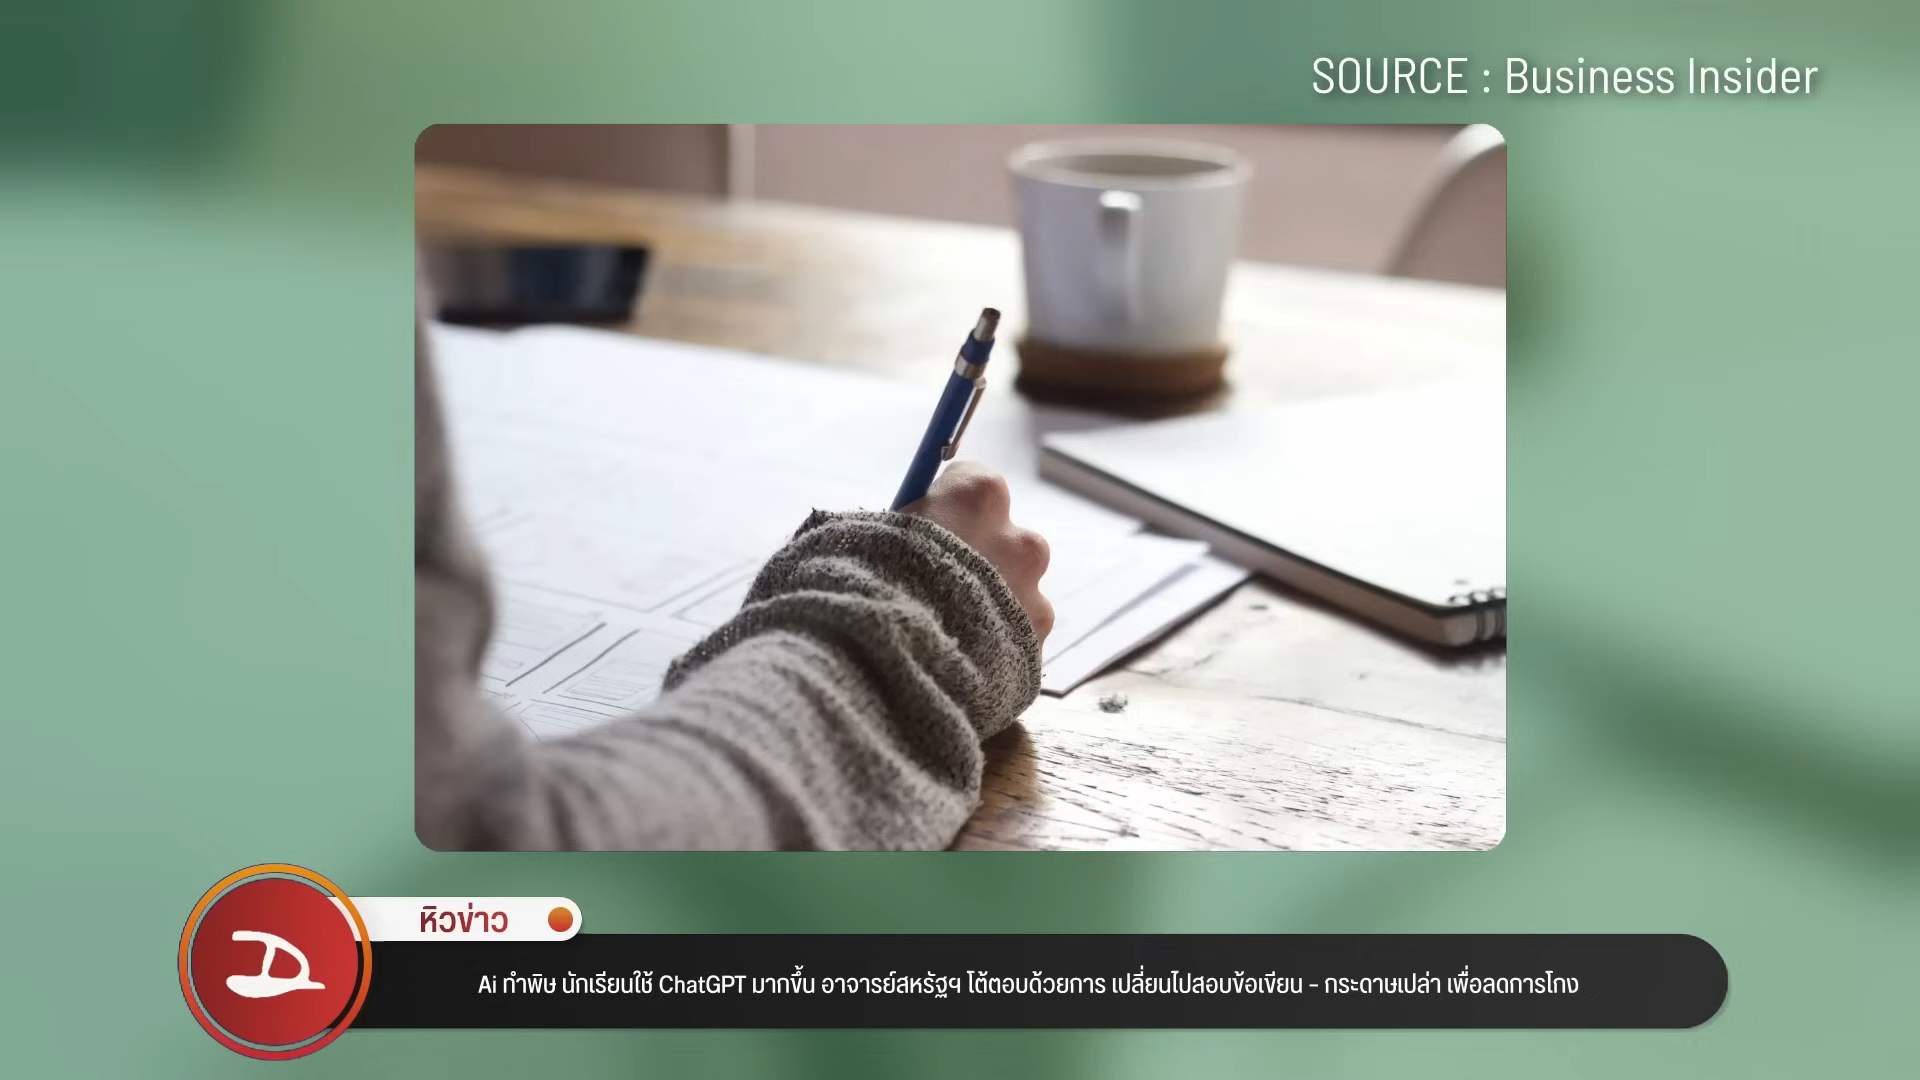 SOURCE : Business Insider
หิวข่าว
Ai ทำพิษ นักเรียนใช้ ChatGPT มากขึ้น อาจารย์สหรัฐฯ โต้ตอบด้วยการ เปลี่ยนไปสอบข้อเขียน - กระดาษเปล่า เพื่อลดการโกง